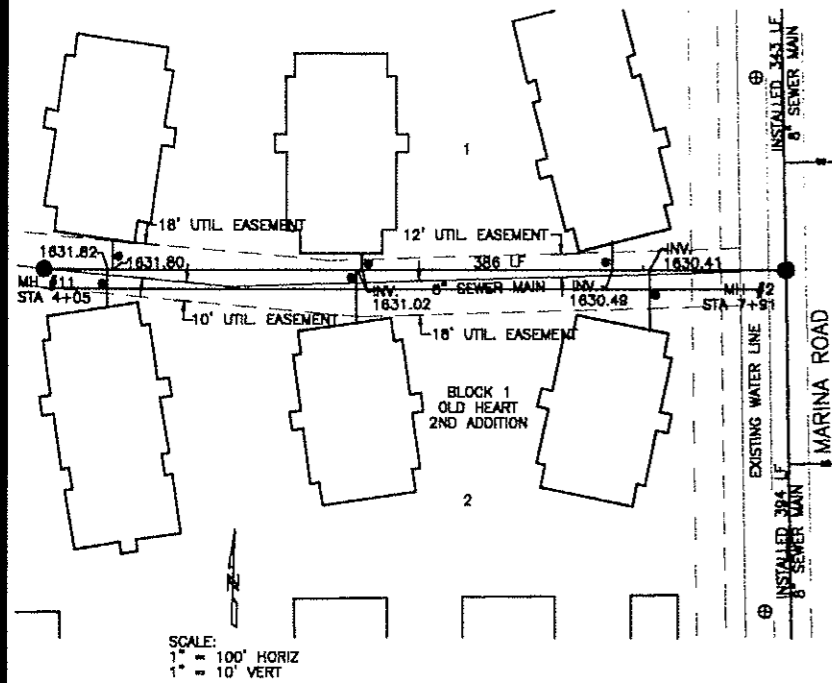 INSTALLED 343 LF
8" SEWER MAIN
1
18' UTIL. EASEMENT
12' UTIL. EASEMENT
1631.82
1631.80
386 LF
INV.
1630.41
MH #11
STA 4+05
INV.
1631.02
8" SEWER MAIN
INV.
1630.49
MH #2
STA 7+91
10' UTIL. EASEMENT
18' UTIL. EASEMENT
BLOCK 1
OLD HEART
2ND ADDITION
EXISTING WATER LINE
MARINA ROAD
2
INSTALLED 394 LF
8" SEWER MAIN
N
SCALE:
1" = 100' HORIZ
1" = 10' VERT